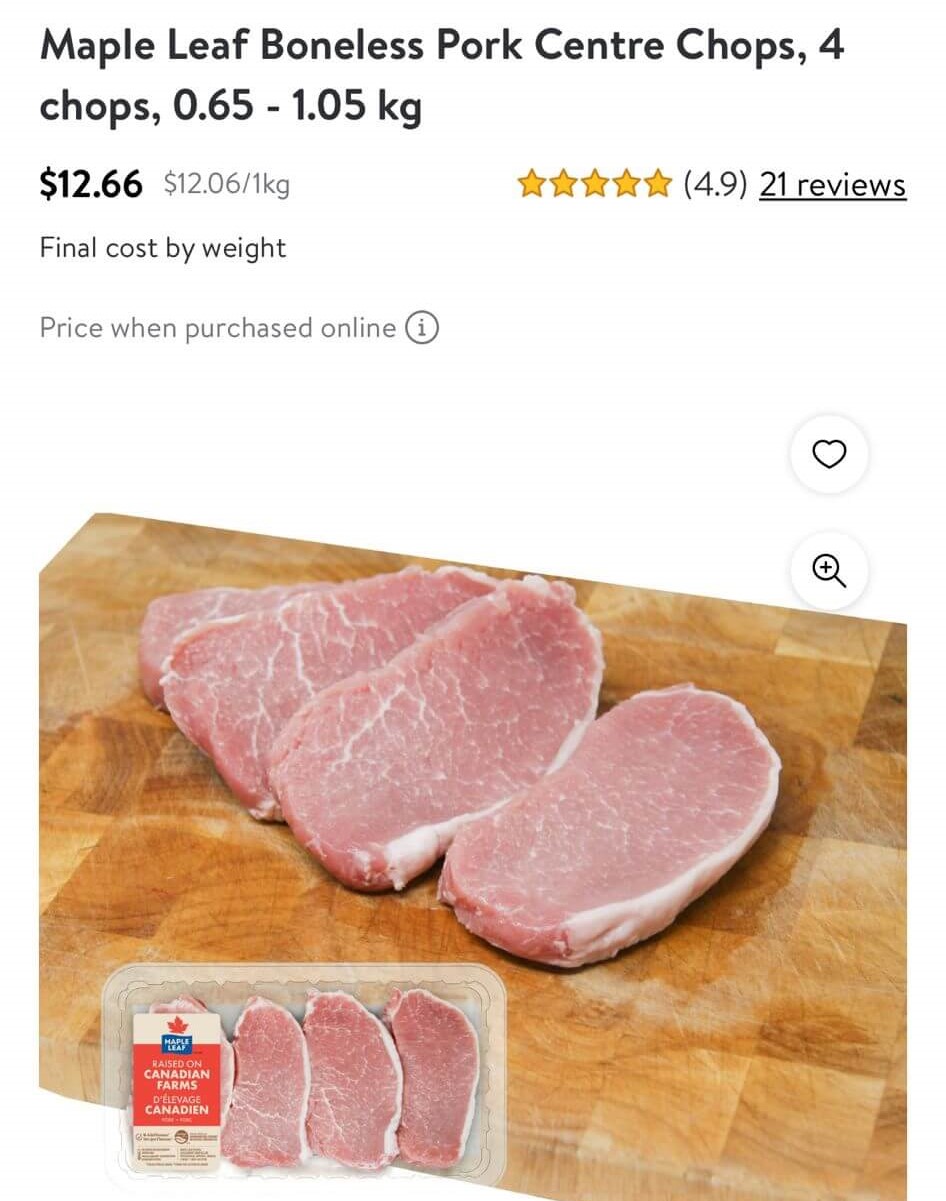 Maple Leaf Boneless Pork Centre Chops, 4
chops, 0.65 - 1.05 kg
$12.66 $12.06/1kg (4.9) 21 reviews
Final cost by weight
Price when purchased online
MAPLE
LEAF
RAISED ON
CANADIAN
FARMS
D'ÉLEVAGE
CANADIEN
PORK • PORC